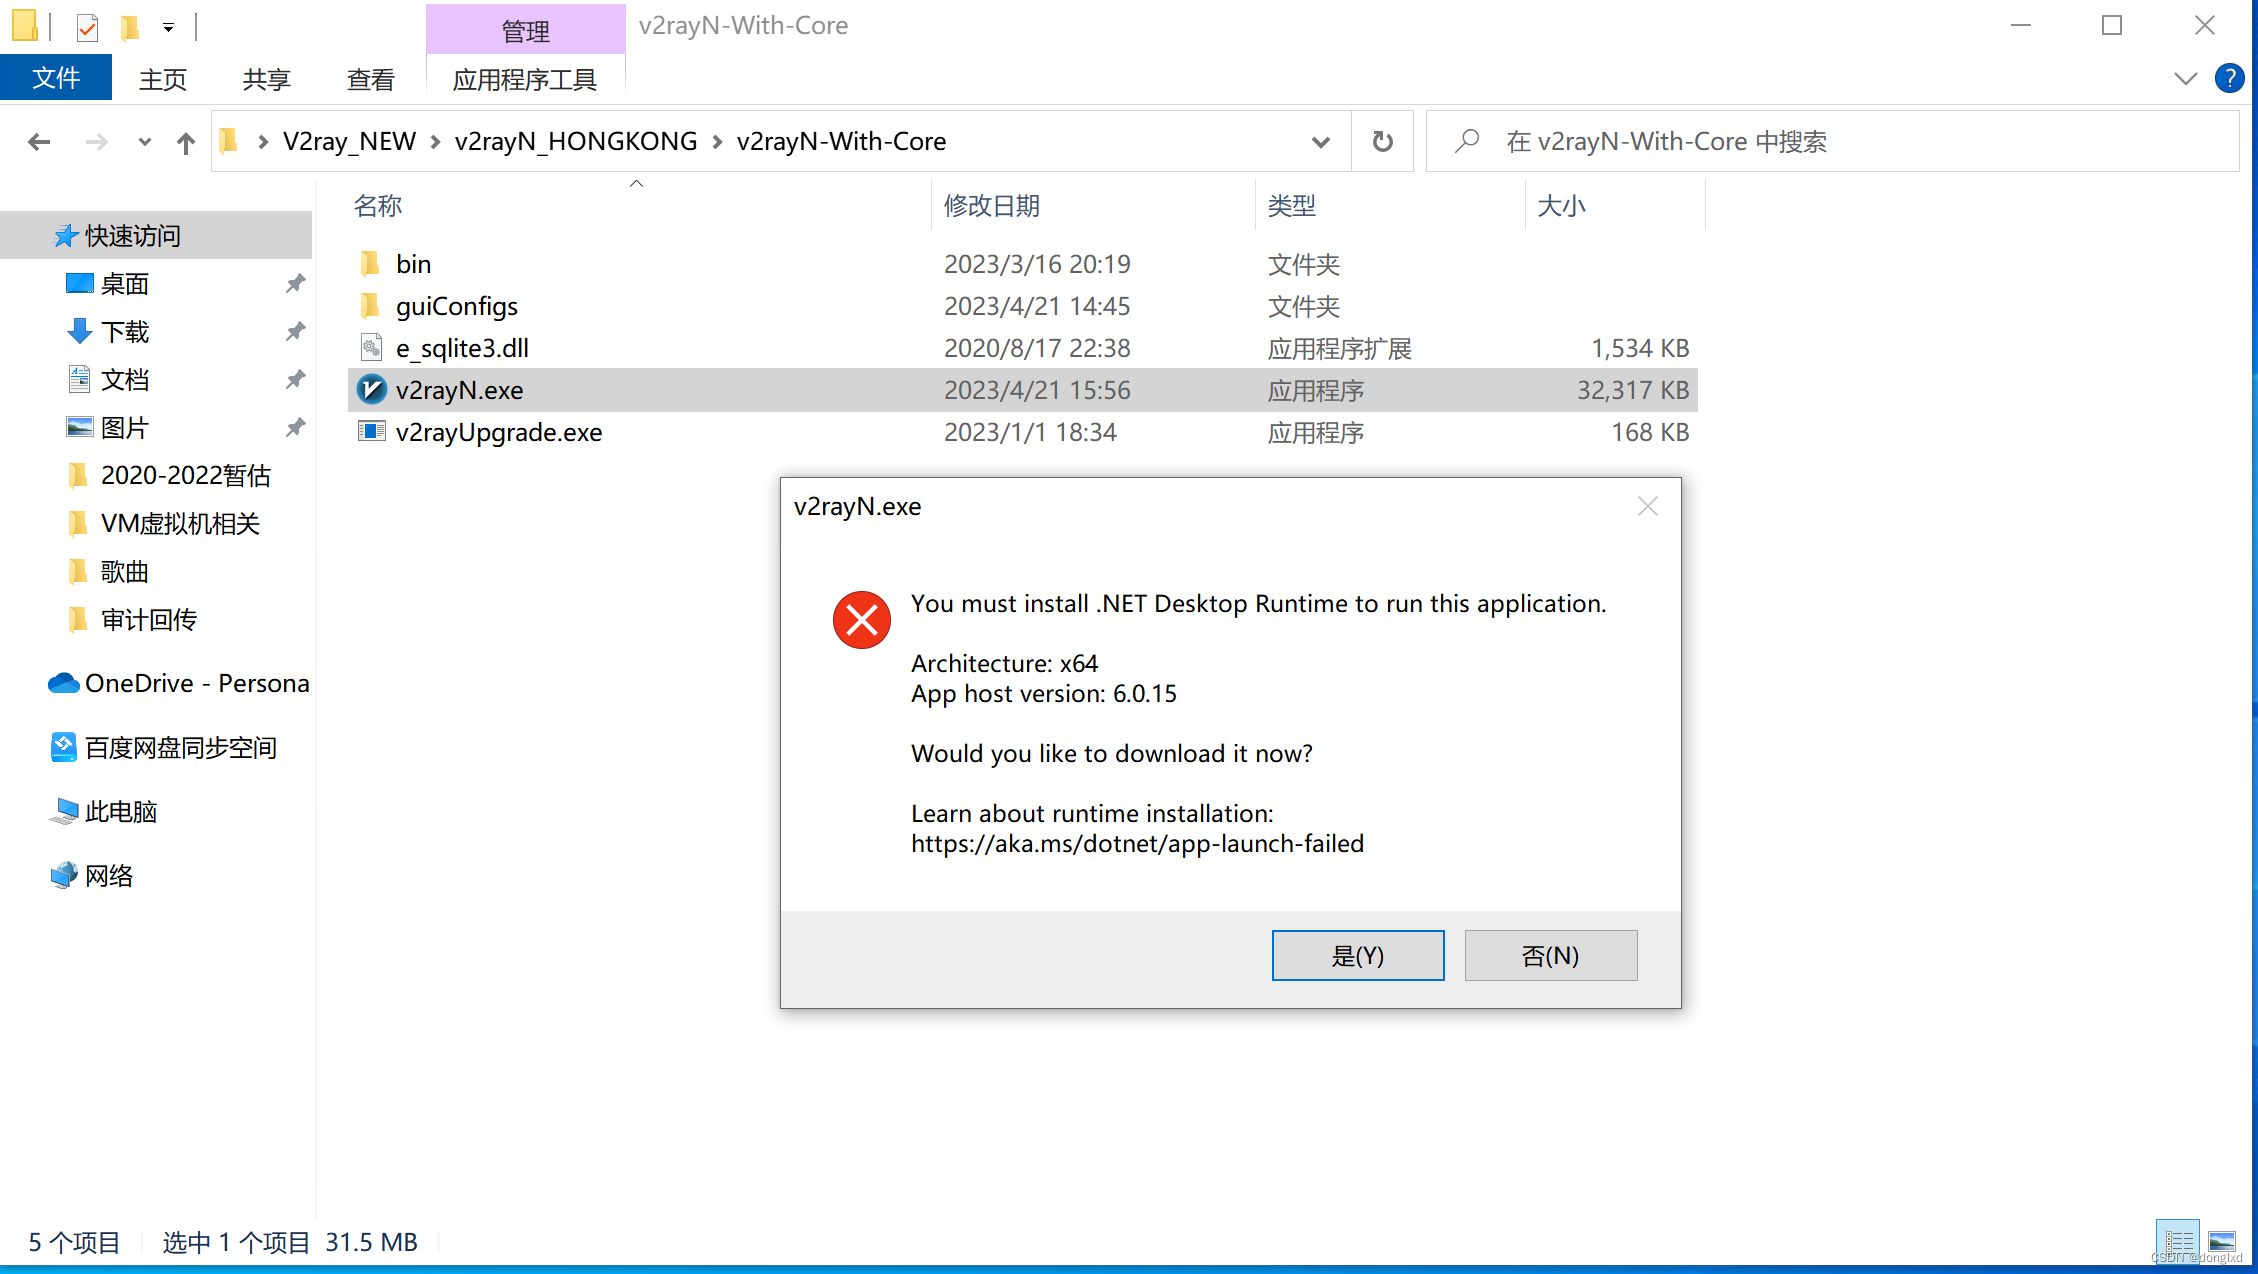 管理
v2rayN-With-Core
文件
主页
共享
查看
应用程序工具
V2ray_NEW
v2rayN_HONGKONG
v2rayN-With-Core
在 v2rayN-With-Core 中搜索
名称
修改日期
类型
大小
快速访问
桌面
下载
文档
图片
2020-2022暂估
VM虚拟机相关
歌曲
审计回传
OneDrive - Persona
百度网盘同步空间
此电脑
网络
bin 2023/3/16 20:19 文件夹
guiConfigs 2023/4/21 14:45 文件夹
e_sqlite3.dll 2020/8/17 22:38 应用程序扩展 1,534 KB
v2rayN.exe 2023/4/21 15:56 应用程序 32,317 KB
v2rayUpgrade.exe 2023/1/1 18:34 应用程序 168 KB
v2rayN.exe
You must install .NET Desktop Runtime to run this application.
Architecture: x64
App host version: 6.0.15
Would you like to download it now?
Learn about runtime installation:
https://aka.ms/dotnet/app-launch-failed
是(Y)
否(N)
5 个项目
选中 1 个项目 31.5 MB
CSDN @donglxd